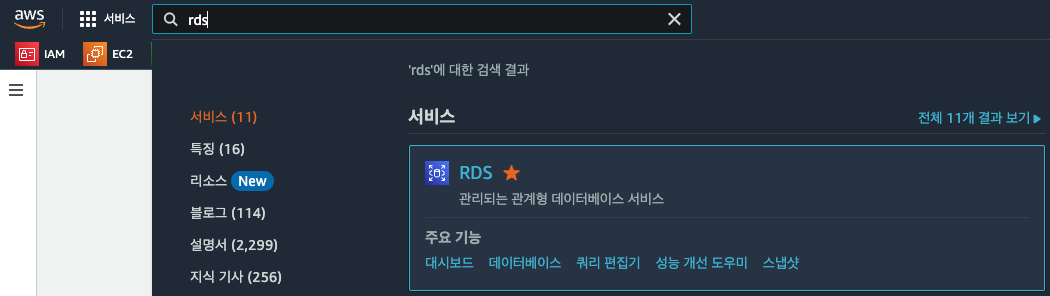 aws
서비스
rds
IAM
EC2
'rds'에 대한 검색 결과
서비스 (11)
특징 (16)
리소스 New
블로그 (114)
설명서 (2,299)
지식 기사 (256)
서비스
전체 11개 결과 보기
RDS
관리되는 관계형 데이터베이스 서비스
주요 기능
대시보드 데이터베이스 쿼리 편집기 성능 개선 도우미 스냅샷